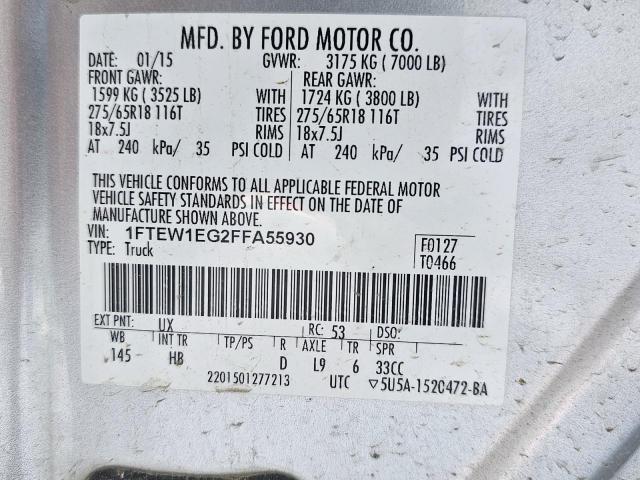 MFD. BY FORD MOTOR CO.
DATE: 01/15 GVWR: 3175 KG ( 7000 LB)
FRONT GAWR: REAR GAWR:
1599 KG ( 3525 LB) WITH 1724 KG ( 3800 LB) WITH
275/65R18 116T TIRES 275/65R18 116T TIRES
18x7.5J RIMS 18x7.5J RIMS
AT 240 kPa/ 35 PSI COLD AT 240 kPa/ 35 PSI COLD
THIS VEHICLE CONFORMS TO ALL APPLICABLE FEDERAL MOTOR
VEHICLE SAFETY STANDARDS IN EFFECT ON THE DATE OF
MANUFACTURE SHOWN ABOVE.
VIN: 1FTEW1EG2FFA55930 F0127
TYPE: Truck T0466
EXT PNT: UX RC: 53 DSO:
WB INT TR TP/PS R AXLE TR SPR
145 HB D L9 6 33CC
2201501277213 UTC ▽5U5A-1520472-BA